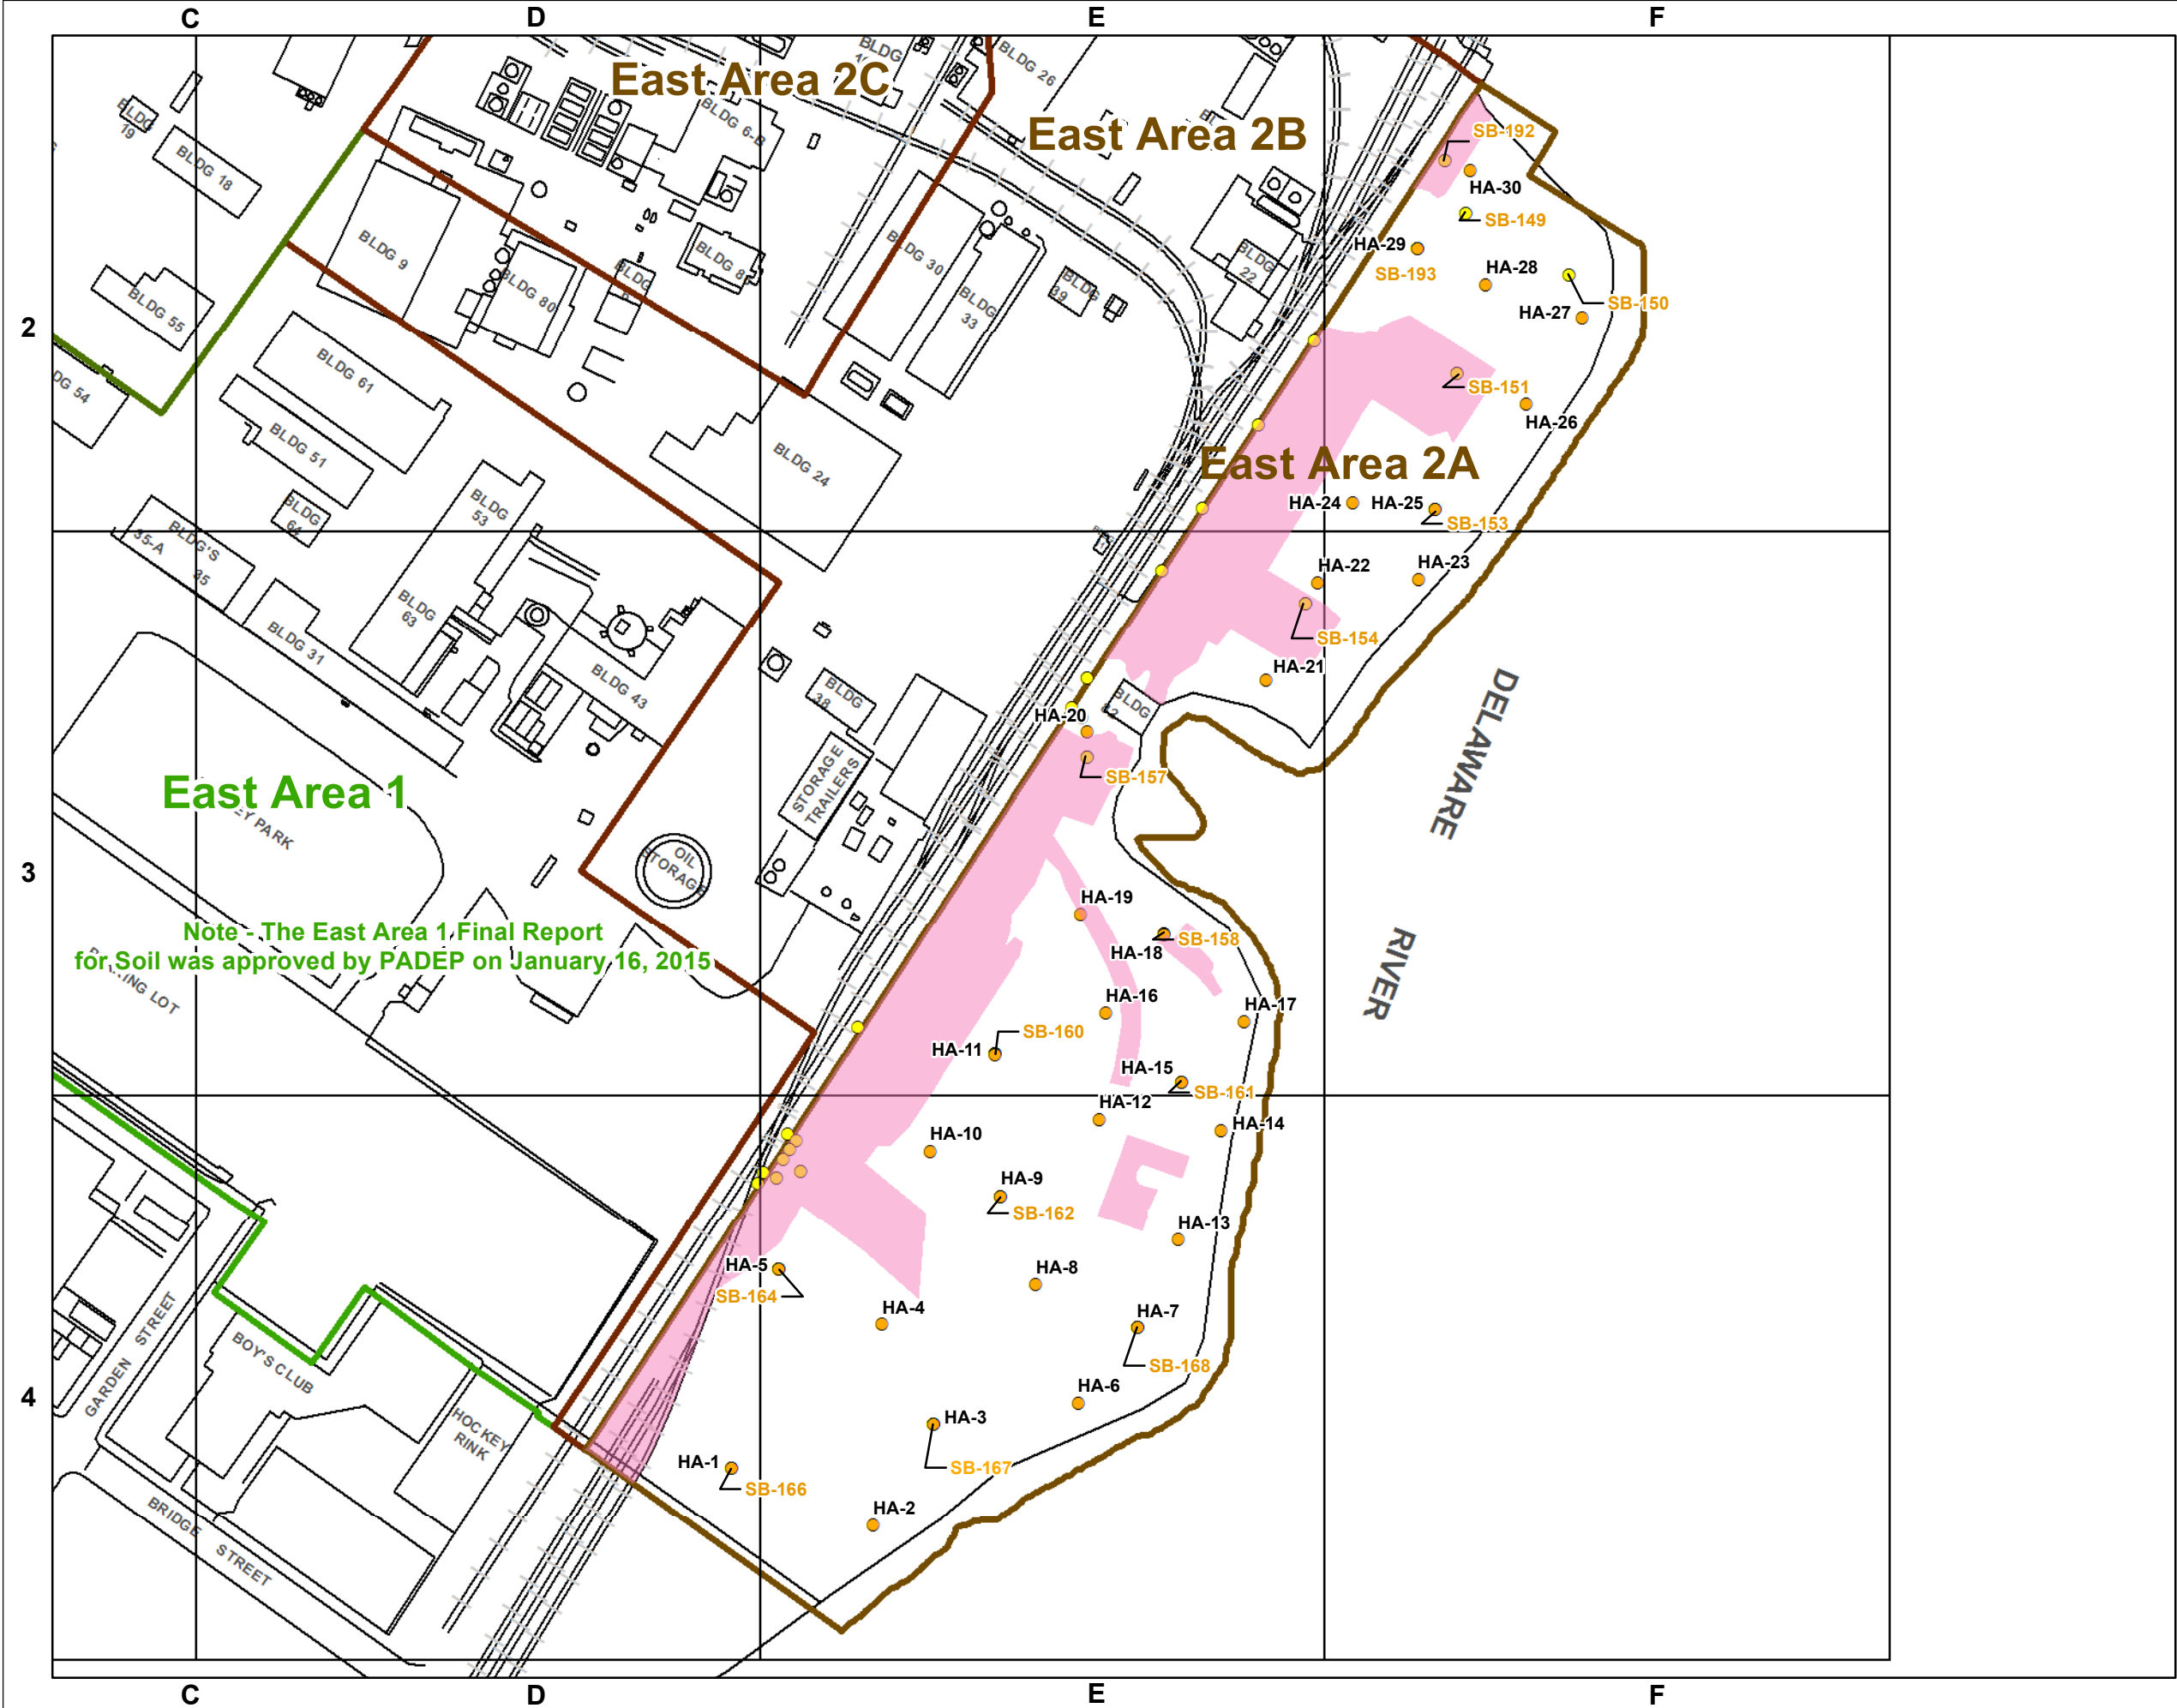 C D E F
East Area 2C
East Area 2B
BLDG 26
BLDG
BLDG 6-B
BLDG
19
BLDG 18
SB-192
HA-30
SB-149
BLDG 9
BLDG 80
BLDG
BLDG 8
BLDG 30
BLDG
33
BLDG
39
BLDG
22
HA-29
SB-193
HA-28
SB-150
HA-27
2
BLDG 55
DG 54
BLDG 61
BLDG 51
BLDG
64
BLDG
53
BLDG 24
SB-151
HA-26
East Area 2A
HA-24
HA-25
SB-153
35-A
BLDG'S
35
BLDG 31
BLDG
63
BLDG 43
HA-22
HA-23
SB-154
HA-21
BLDG
38
BLDG
HA-20
SB-157
STORAGE
TRAILERS
DELAWARE
RIVER
East Area 1
EY PARK
3
OIL
STORAGE
Note - The East Area 1 Final Report
for Soil was approved by PADEP on January 16, 2015
KING LOT
HA-19
SB-158
HA-18
HA-16
HA-17
SB-160
HA-11
HA-15
SB-161
HA-12
HA-14
HA-10
HA-9
SB-162
HA-13
HA-5
SB-164
HA-8
HA-4
HA-7
SB-168
4
GARDEN STREET
BOY'S CLUB
HOCKEY
RINK
HA-6
HA-3
SB-167
HA-1
SB-166
HA-2
BRIDGE
STREET
C D E F